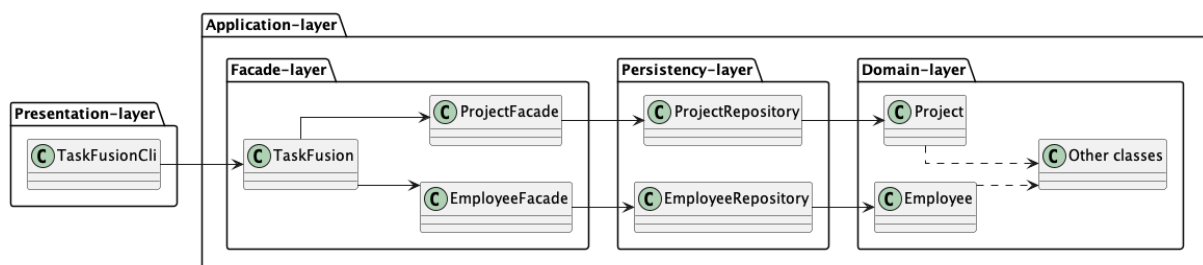 Application-layer
Facade-layer
Persistency-layer
Domain-layer
Presentation-layer
C ProjectFacade
C ProjectRepository
C Project
C TaskFusionCli
C TaskFusion
C Other classes
C EmployeeFacade
C EmployeeRepository
C Employee